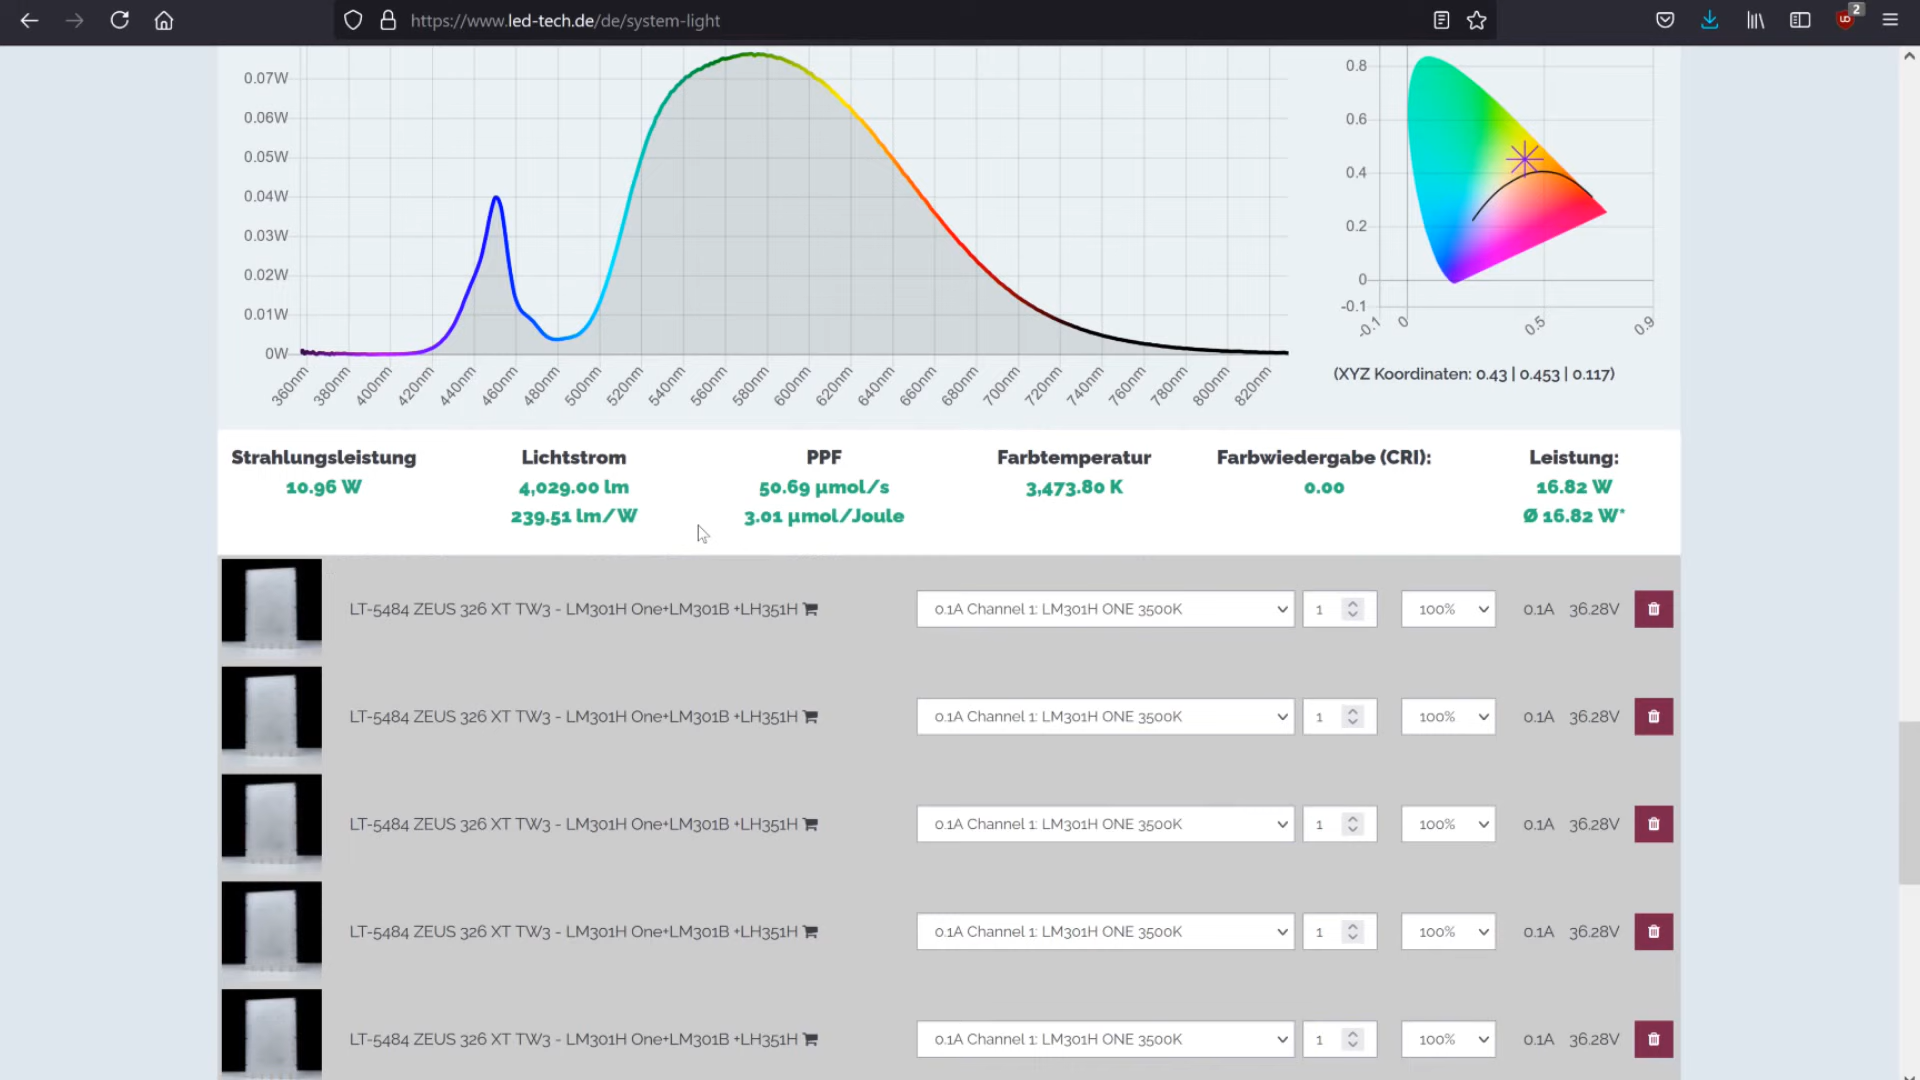 https://www.led-tech.de/de/system-light
2
0.07W
0.06W
0.05W
0.04W
0.03W
0.02W
0.01W
0W
360nm 380nm 400nm 420nm 440nm 460nm 480nm 500nm 520nm 540nm 560nm 580nm 600nm 620nm 640nm 660nm 680nm 700nm 720nm 740nm 760nm 780nm 800nm 820nm
0.8
0.6
0.4
0.2
0
-0.1
-0.1 0 0.5 0.9
(XYZ Koordinaten: 0.43 | 0.453 | 0.117)
Strahlungsleistung Lichtstrom PPF Farbtemperatur Farbwiedergabe (CRI): Leistung:
10.96 W 4,029.00 lm 50.69 µmol/s 3,473.80 K 0.00 16.82 W
239.51 lm/W 3.01 µmol/Joule Ø 16.82 W*
LT-5484 ZEUS 326 XT TW3 - LM301H One+LM301B +LH351H 0.1A Channel 1: LM301H ONE 3500K 1 100% 0.1A 36.28V
LT-5484 ZEUS 326 XT TW3 - LM301H One+LM301B +LH351H 0.1A Channel 1: LM301H ONE 3500K 1 100% 0.1A 36.28V
LT-5484 ZEUS 326 XT TW3 - LM301H One+LM301B +LH351H 0.1A Channel 1: LM301H ONE 3500K 1 100% 0.1A 36.28V
LT-5484 ZEUS 326 XT TW3 - LM301H One+LM301B +LH351H 0.1A Channel 1: LM301H ONE 3500K 1 100% 0.1A 36.28V
LT-5484 ZEUS 326 XT TW3 - LM301H One+LM301B +LH351H 0.1A Channel 1: LM301H ONE 3500K 1 100% 0.1A 36.28V